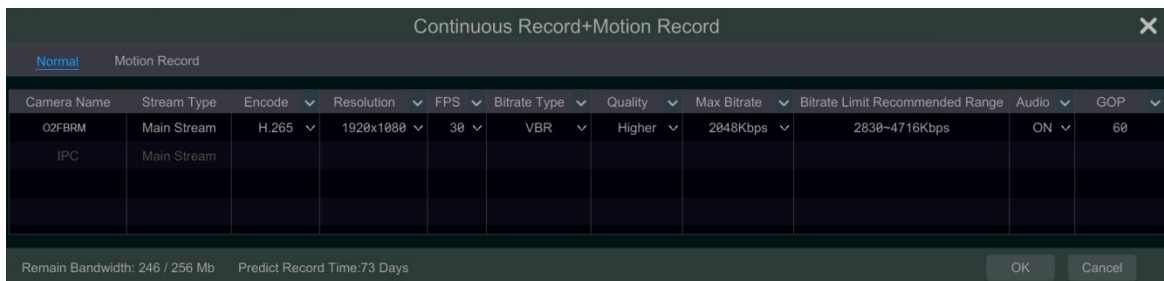 Continuous Record+Motion Record
Normal Motion Record
Camera Name Stream Type Encode Resolution FPS Bitrate Type Quality Max Bitrate Bitrate Limit Recommended Range Audio GOP
O2FBRM Main Stream H.265 1920x1080 30 VBR Higher 2048Kbps 2830~4716Kbps ON 60
IPC Main Stream
Remain Bandwidth: 246 / 256 Mb Predict Record Time:73 Days OK Cancel